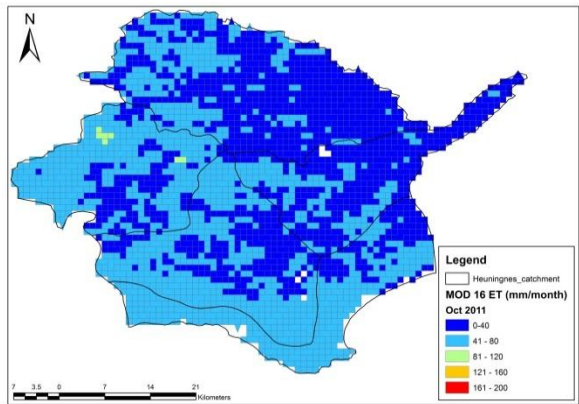 N
Legend
Heuningnes_catchment
MOD 16 ET (mm/month)
Oct 2011
0-40
41 - 80
81 - 120
121 - 160
161 - 200
7 3.5 0 7 14 21
Kilometers